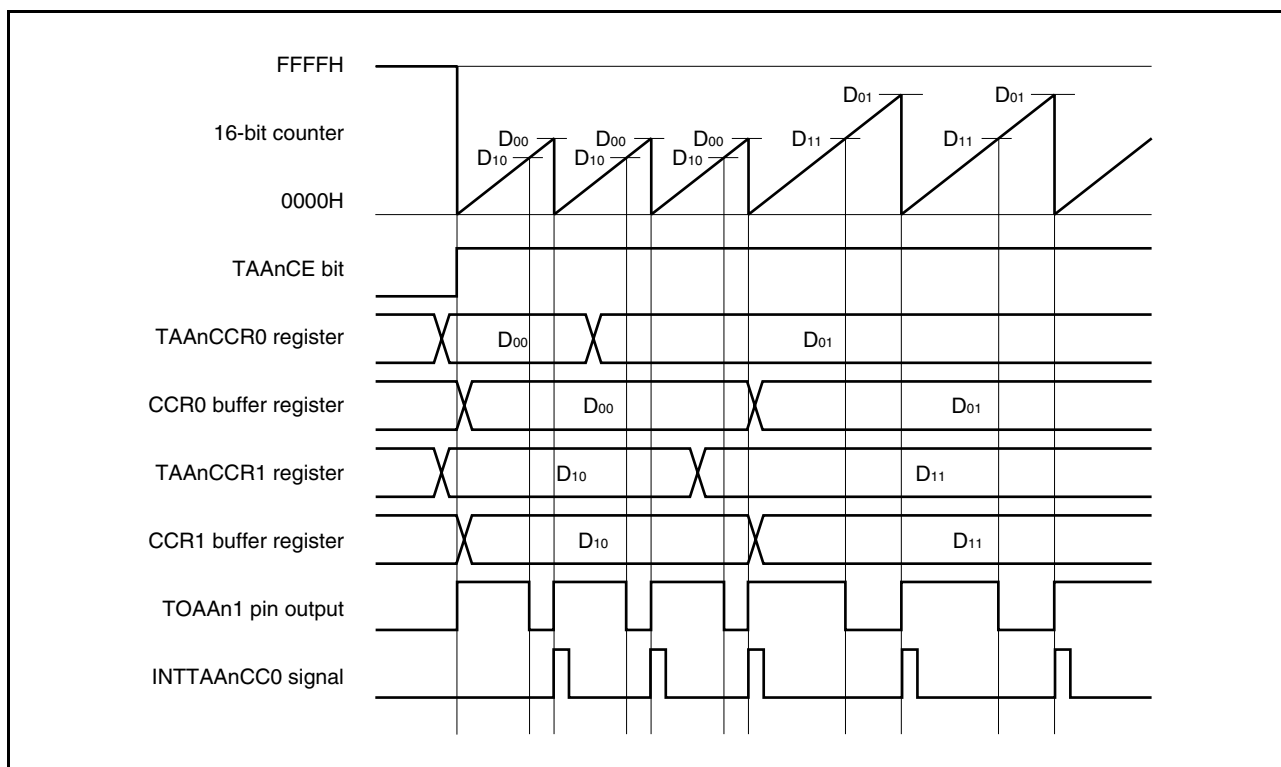 FFFFH
16-bit counter
0000H
D00
D10
D00
D10
D00
D10
D01
D11
D01
D11
TAAnCE bit
TAAnCCR0 register
D00
D01
CCR0 buffer register
D00
D01
TAAnCCR1 register
D10
D11
CCR1 buffer register
D10
D11
TOAAn1 pin output
INTTAAnCC0 signal